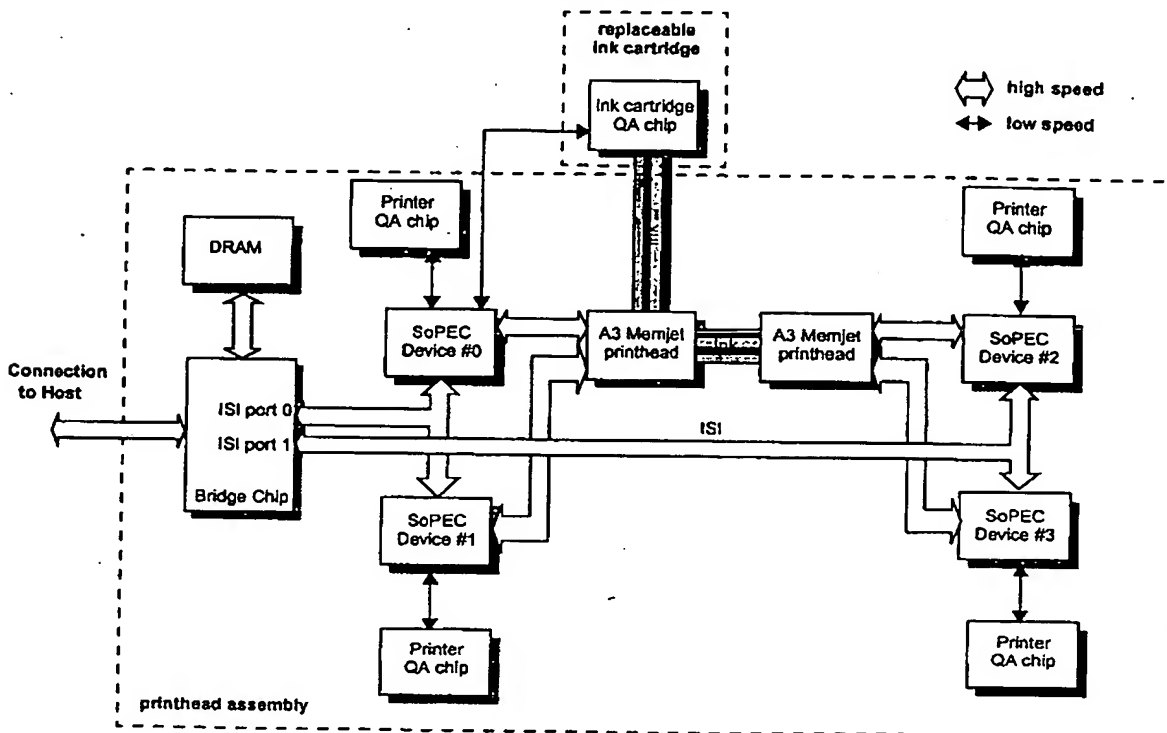 replaceable
ink cartridge
Ink cartridge
QA chip
high speed
low speed
Printer
QA chip
DRAM
ink
Printer
QA chip
SoPEC
Device #0
A3 Memjet
printhead
Ink
A3 Memjet
printhead
SoPEC
Device #2
Connection
to Host
ISI port 0
ISI port 1
ISI
Bridge Chip
SoPEC
Device #1
SoPEC
Device #3
Printer
QA chip
Printer
QA chip
printhead assembly